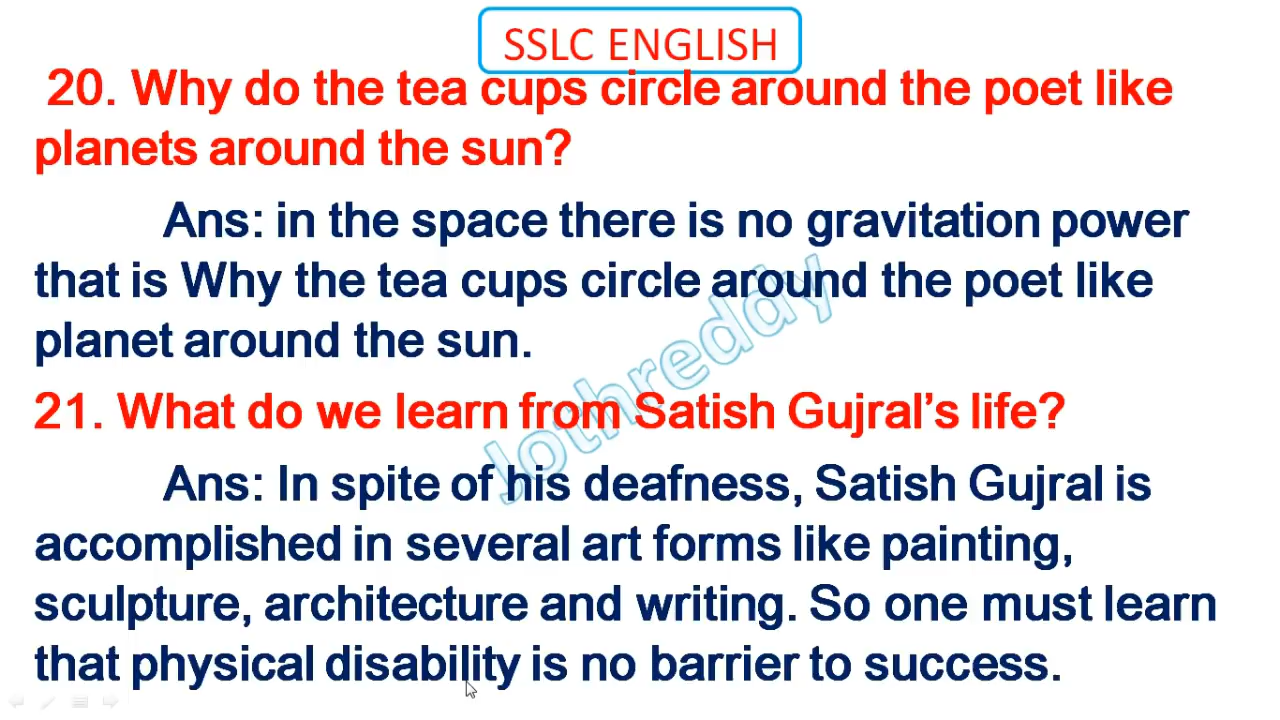 SSLC ENGLISH
20. Why do the tea cups circle around the poet like
planets around the sun?
Ans: in the space there is no gravitation power
that is Why the tea cups circle around the poet like
planet around the sun.
21. What do we learn from Satish Gujral’s life?
Ans: In spite of his deafness, Satish Gujral is
accomplished in several art forms like painting,
sculpture, architecture and writing. So one must learn
that physical disability is no barrier to success.
Jothreddy